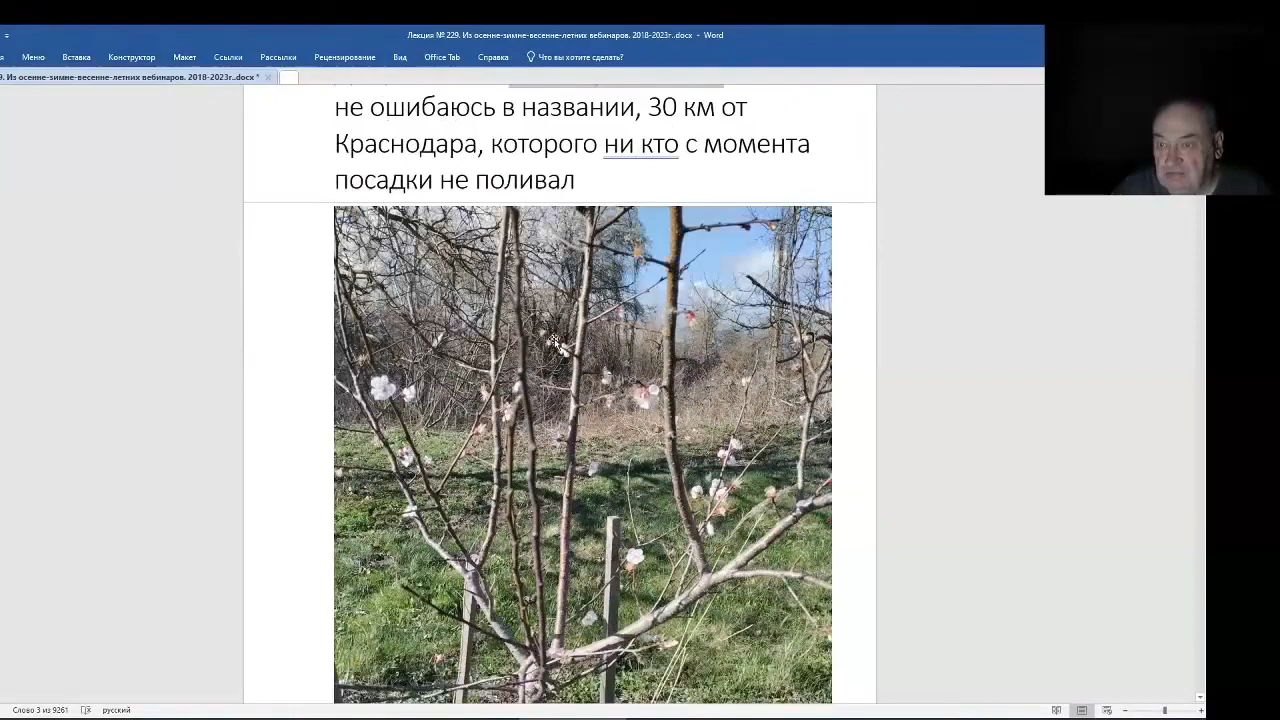 Лекция № 229. Из осенне-зимне-весенне-летних вебинаров. 2018-2023г..docx - Word
Меню Вставка Конструктор Макет Ссылки Рассылки Рецензирование Вид Office Tab Справка Что вы хотите сделать?
9. Из осенне-зимне-весенне-летних вебинаров. 2018-2023г..docx *
не ошибаюсь в названии, 30 км от
Краснодара, которого ни кто с момента
посадки не поливал
Слово 3 из 9261 русский